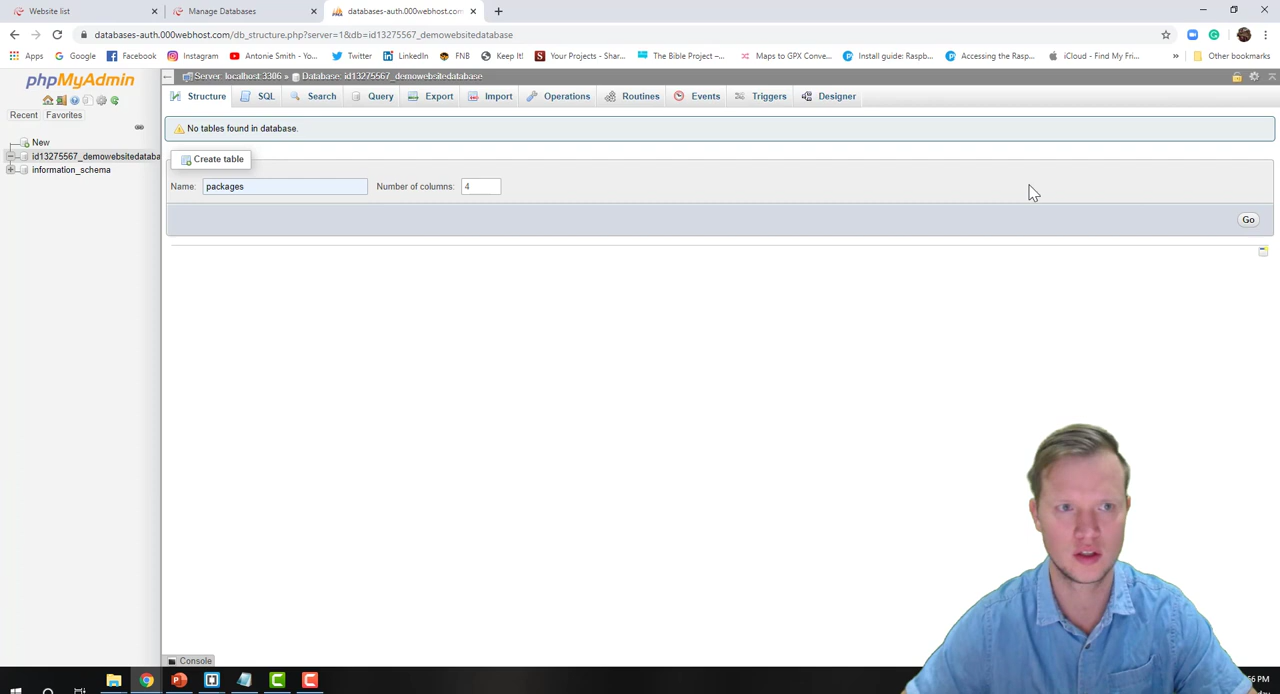 Website list
Manage Databases
databases-auth.000webhost.com
databases-auth.000webhost.com/db_structure.php?server=1&db=id13275567_demowebsitedatabase
Apps Google Facebook Instagram Antonie Smith - Yo... Twitter LinkedIn FNB Keep It! Your Projects - Shar... The Bible Project –... Maps to GPX Conve... Install guide: Raspb... Accessing the Rasp... iCloud - Find My Fri... » Other bookmarks
phpMyAdmin
Recent Favorites
New
id13275567_demowebsitedataba
information_schema
Server: localhost:3306 » Database: id13275567_demowebsitedatabase
Structure SQL Search Query Export Import Operations Routines Events Triggers Designer
No tables found in database.
Create table
Name: packages Number of columns: 4
Go
Console
PM